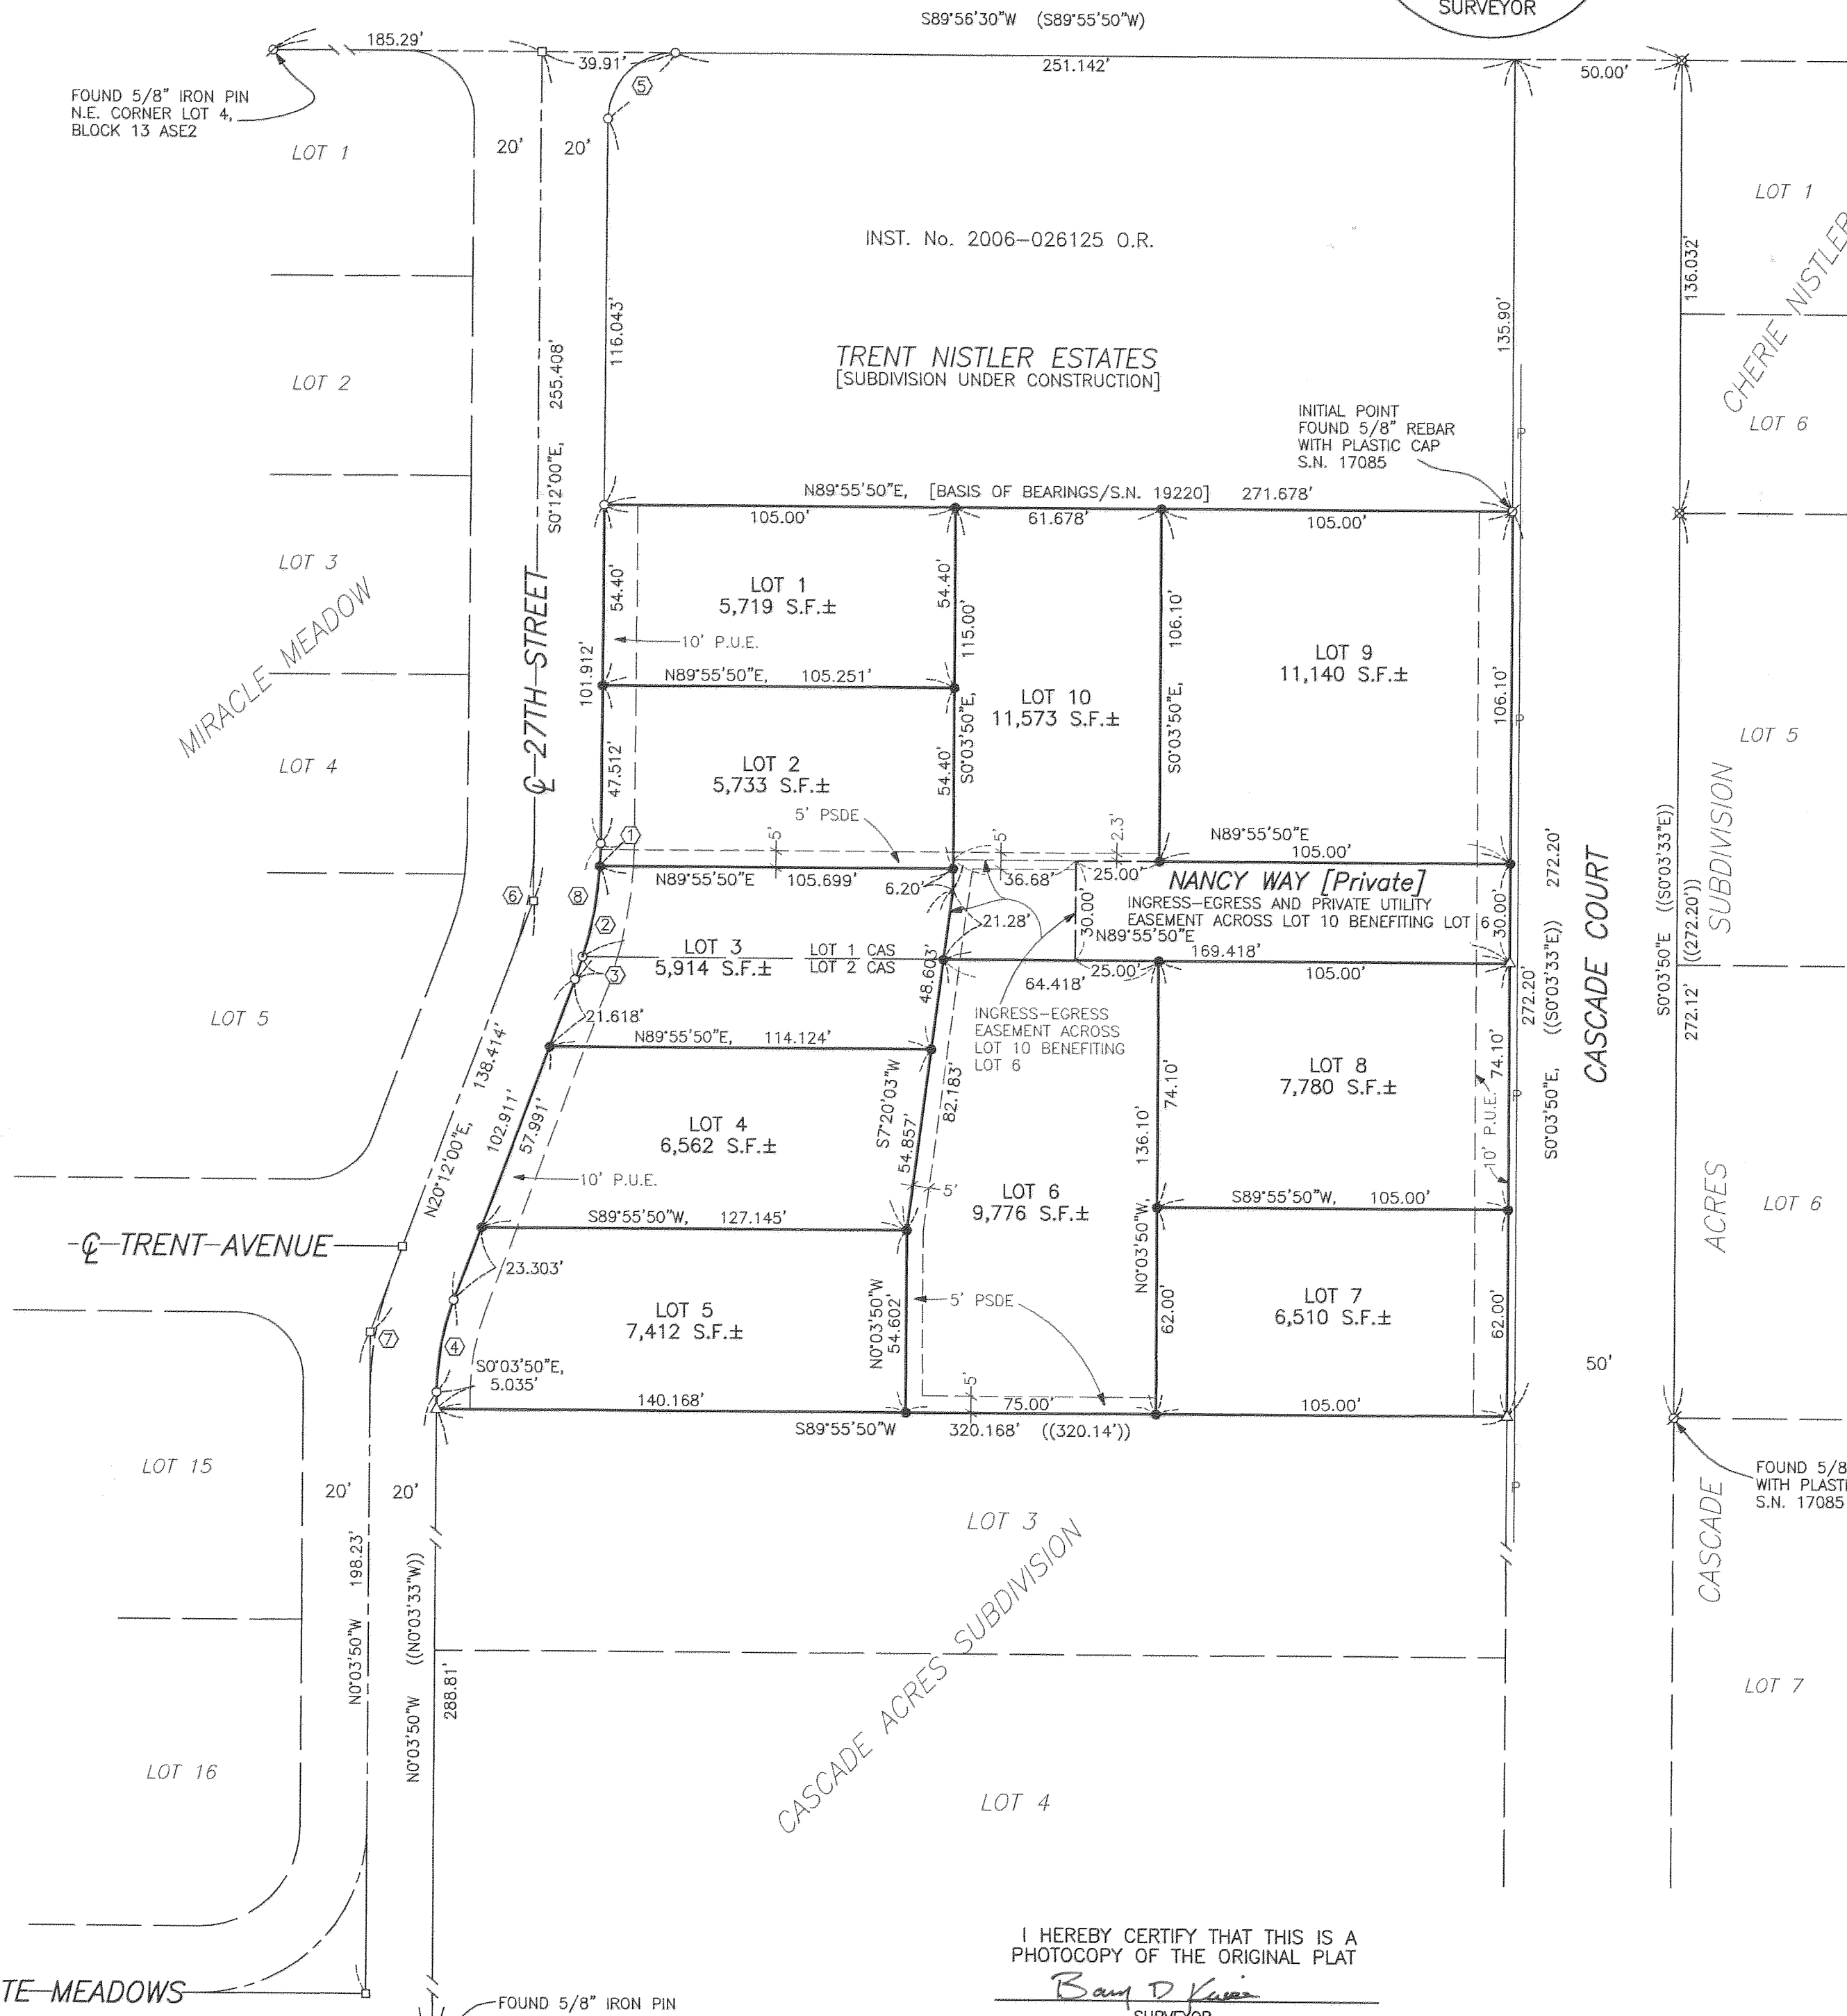 SURVEYOR
S89°56'30"W (S89°55'50"W)
185.29'
39.91'
251.142'
50.00'
5
FOUND 5/8" IRON PIN
N.E. CORNER LOT 4,
BLOCK 13 ASE2
LOT 1
20'
20'
LOT 1
INST. No. 2006-026125 O.R.
136.032'
CHERIE NISTLER
116.043'
135.90'
S0°12'00"E, 255.408'
TRENT NISTLER ESTATES
[SUBDIVISION UNDER CONSTRUCTION]
LOT 2
INITIAL POINT
FOUND 5/8" REBAR
WITH PLASTIC CAP
S.N. 17085
P
LOT 6
N89°55'50"E, [BASIS OF BEARINGS/S.N. 19220] 271.678'
105.00'
61.678'
105.00'
LOT 3
MIRACLE MEADOW
℄ 27TH STREET
54.40'
LOT 1
5,719 S.F.±
54.40'
115.00'
106.10'
10' P.U.E.
101.912'
N89°55'50"E, 105.251'
LOT 9
11,140 S.F.±
LOT 10
11,573 S.F.±
S0°03'50"E,
S0°03'50"E,
106.10'
P
LOT 5
LOT 4
47.512'
LOT 2
5,733 S.F.±
54.40'
5' PSDE
1
5'
5'
2.3'
N89°55'50"E
105.00'
N89°55'50"E 105.699'
6.20'
36.68'
25.00'
NANCY WAY [Private]
INGRESS-EGRESS AND PRIVATE UTILITY
EASEMENT ACROSS LOT 10 BENEFITING LOT 6
6
8
2
21.28'
30.00'
30.00'
N89°55'50"E
169.418'
LOT 3
5,914 S.F.±
LOT 1 CAS
LOT 2 CAS
3
48.603'
64.418'
25.00'
105.00'
272.20'
((S0°03'33"E))
272.20'
S0°03'50"E,
CASCADE COURT
S0°03'50"E ((S0°03'33"E))
((272.20'))
272.12'
SUBDIVISION
LOT 5
21.618'
N89°55'50"E, 114.124'
INGRESS-EGRESS
EASEMENT ACROSS
LOT 10 BENEFITING
LOT 6
138.414'
N20°12'00"E,
102.911'
57.991'
LOT 4
6,562 S.F.±
S7°20'03"W
54.857'
82.183'
74.10'
136.10'
LOT 8
7,780 S.F.±
74.10'
P
10' P.U.E.
10' P.U.E.
5'
LOT 6
9,776 S.F.±
S89°55'50"W, 105.00'
ACRES
LOT 6
S89°55'50"W, 127.145'
℄ TRENT AVENUE
23.303'
N0°03'50"W,
LOT 5
7,412 S.F.±
N0°03'50"W
54.602'
5' PSDE
62.00'
LOT 7
6,510 S.F.±
62.00'
7
4
S0°03'50"E,
5.035'
50'
5'
140.168'
75.00'
105.00'
S89°55'50"W 320.168' ((320.14'))
LOT 15
20'
20'
P
FOUND 5/8
WITH PLASTI
S.N. 17085
LOT 3
CASCADE
198.23'
N0°03'50"W
((N0°03'33"W))
N0°03'50"W
288.81'
CASCADE ACRES SUBDIVISION
LOT 7
LOT 16
LOT 4
I HEREBY CERTIFY THAT THIS IS A
PHOTOCOPY OF THE ORIGINAL PLAT
TE MEADOWS
FOUND 5/8" IRON PIN
SURVEYOR